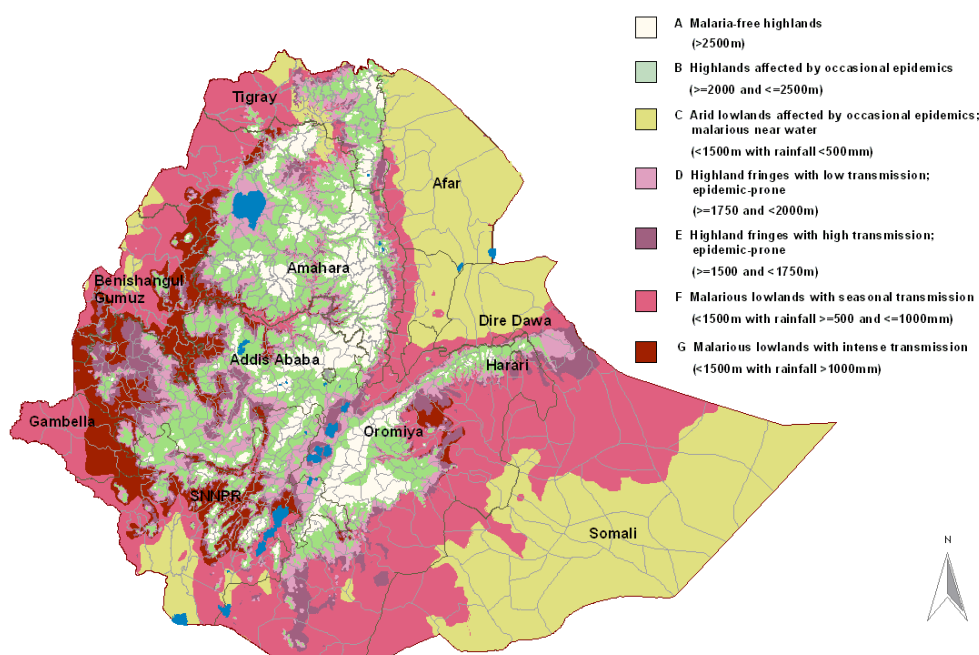 A Malaria-free highlands
(>2500m)
B Highlands affected by occasional epidemics
(>=2000 and <=2500m)
C Arid lowlands affected by occasional epidemics;
malarious near water
(<1500m with rainfall <500mm)
D Highland fringes with low transmission;
epidemic-prone
(>=1750 and <2000m)
E Highland fringes with high transmission;
epidemic-prone
(>=1500 and <1750m)
F Malarious lowlands with seasonal transmission
(<1500m with rainfall >=500 and <=1000mm)
G Malarious lowlands with intense transmission
(<1500m with rainfall >1000mm)
Tigray
Afar
Amahara
Benishangul
Gumuz
Dire Dawa
Addis Ababa
Harari
Gambella
Oromiya
SNNPR
Somali
N